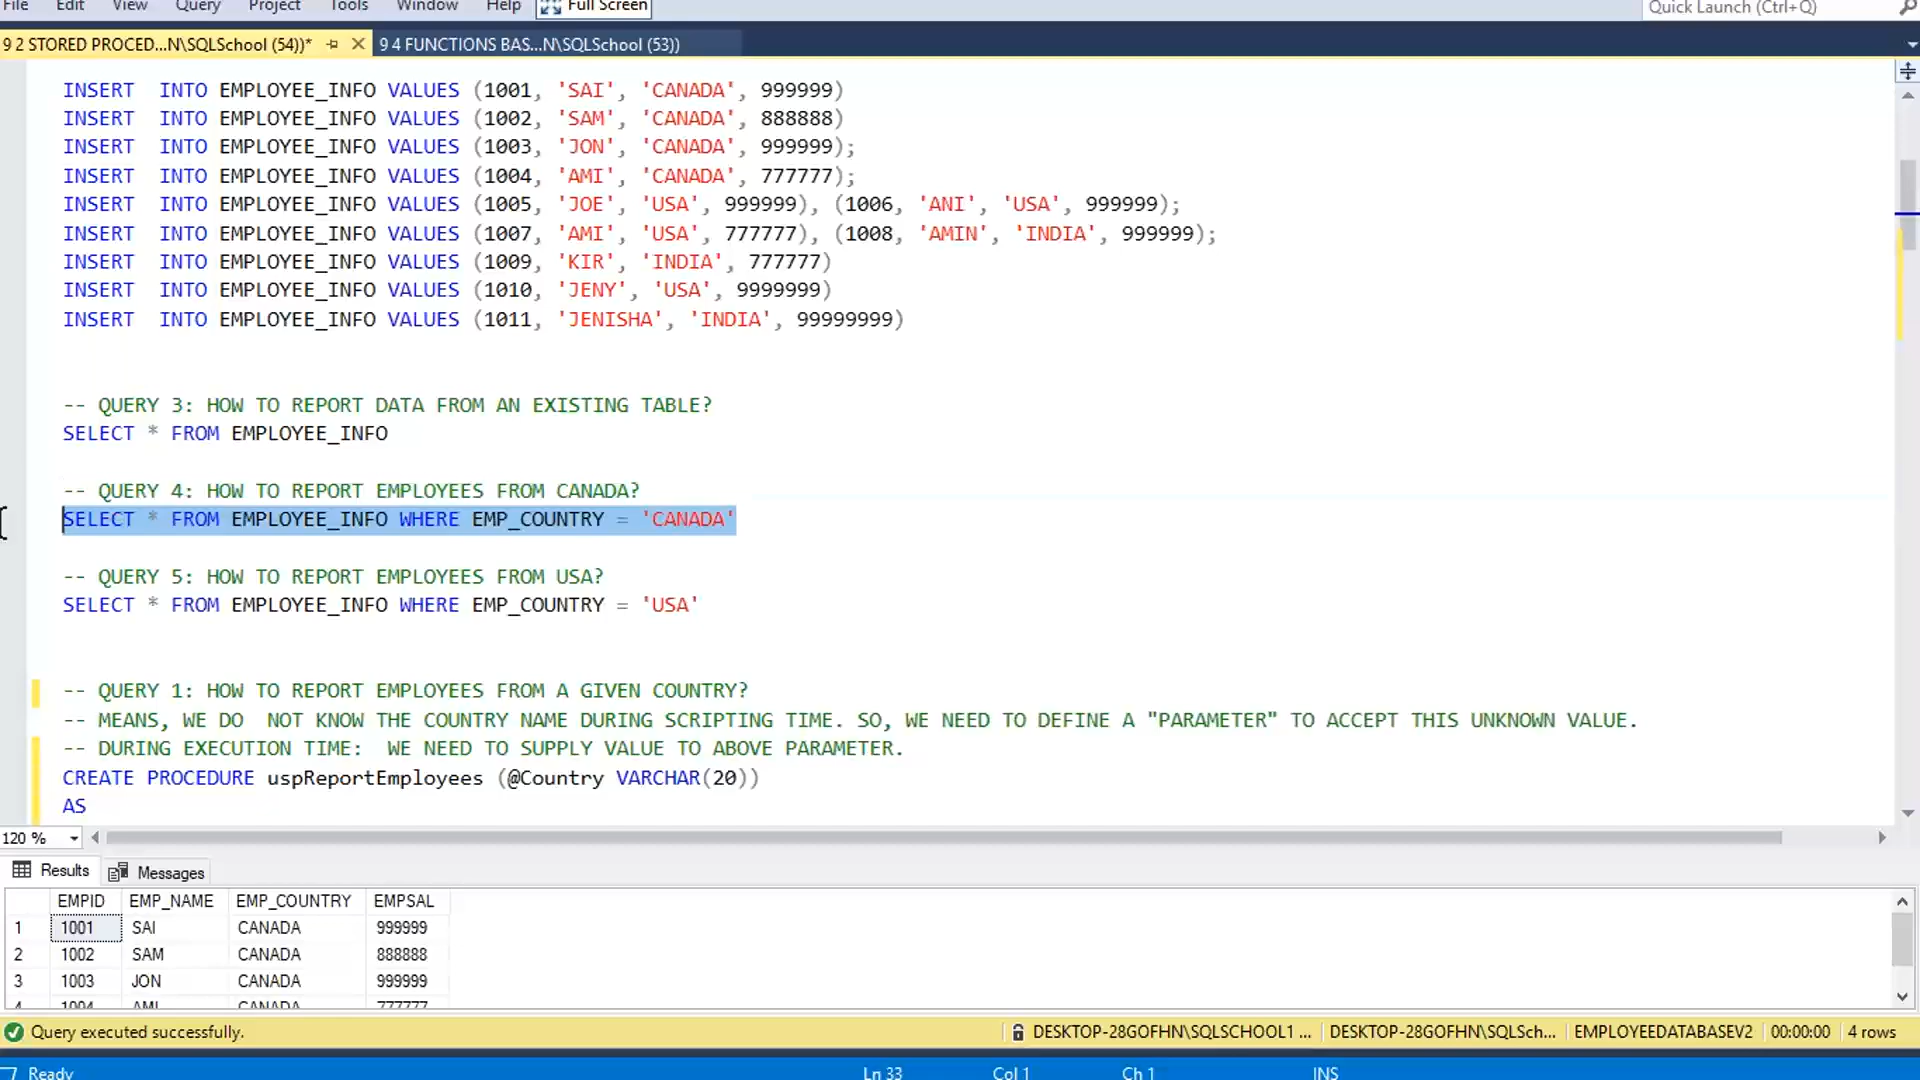 File Edit View Query Project Tools Window Help Full Screen Quick Launch (Ctrl+Q)
9 2 STORED PROCED...N\SQLSchool (54))* 9 4 FUNCTIONS BAS...N\SQLSchool (53))
INSERT  INTO EMPLOYEE_INFO VALUES (1001, 'SAI', 'CANADA', 999999)
INSERT  INTO EMPLOYEE_INFO VALUES (1002, 'SAM', 'CANADA', 888888)
INSERT  INTO EMPLOYEE_INFO VALUES (1003, 'JON', 'CANADA', 999999);
INSERT  INTO EMPLOYEE_INFO VALUES (1004, 'AMI', 'CANADA', 777777);
INSERT  INTO EMPLOYEE_INFO VALUES (1005, 'JOE', 'USA', 999999), (1006, 'ANI', 'USA', 999999);
INSERT  INTO EMPLOYEE_INFO VALUES (1007, 'AMI', 'USA', 777777), (1008, 'AMIN', 'INDIA', 999999);
INSERT  INTO EMPLOYEE_INFO VALUES (1009, 'KIR', 'INDIA', 777777)
INSERT  INTO EMPLOYEE_INFO VALUES (1010, 'JENY', 'USA', 9999999)
INSERT  INTO EMPLOYEE_INFO VALUES (1011, 'JENISHA', 'INDIA', 99999999)
-- QUERY 3: HOW TO REPORT DATA FROM AN EXISTING TABLE?
SELECT * FROM EMPLOYEE_INFO
-- QUERY 4: HOW TO REPORT EMPLOYEES FROM CANADA?
SELECT * FROM EMPLOYEE_INFO WHERE EMP_COUNTRY = 'CANADA'
-- QUERY 5: HOW TO REPORT EMPLOYEES FROM USA?
SELECT * FROM EMPLOYEE_INFO WHERE EMP_COUNTRY = 'USA'
-- QUERY 1: HOW TO REPORT EMPLOYEES FROM A GIVEN COUNTRY?
-- MEANS, WE DO  NOT KNOW THE COUNTRY NAME DURING SCRIPTING TIME. SO, WE NEED TO DEFINE A "PARAMETER" TO ACCEPT THIS UNKNOWN VALUE.
-- DURING EXECUTION TIME:  WE NEED TO SUPPLY VALUE TO ABOVE PARAMETER.
CREATE PROCEDURE uspReportEmployees (@Country VARCHAR(20))
AS
120 %
Results Messages
EMPID EMP_NAME EMP_COUNTRY EMPSAL
1 1001 SAI CANADA 999999
2 1002 SAM CANADA 888888
3 1003 JON CANADA 999999
4 1004 AMI CANADA 777777
Query executed successfully. DESKTOP-28GOFHN\SQLSCHOOL1 ... DESKTOP-28GOFHN\SQLSch... EMPLOYEEDATABASEV2 00:00:00 4 rows
Ready Ln 33 Col 1 Ch 1 INS